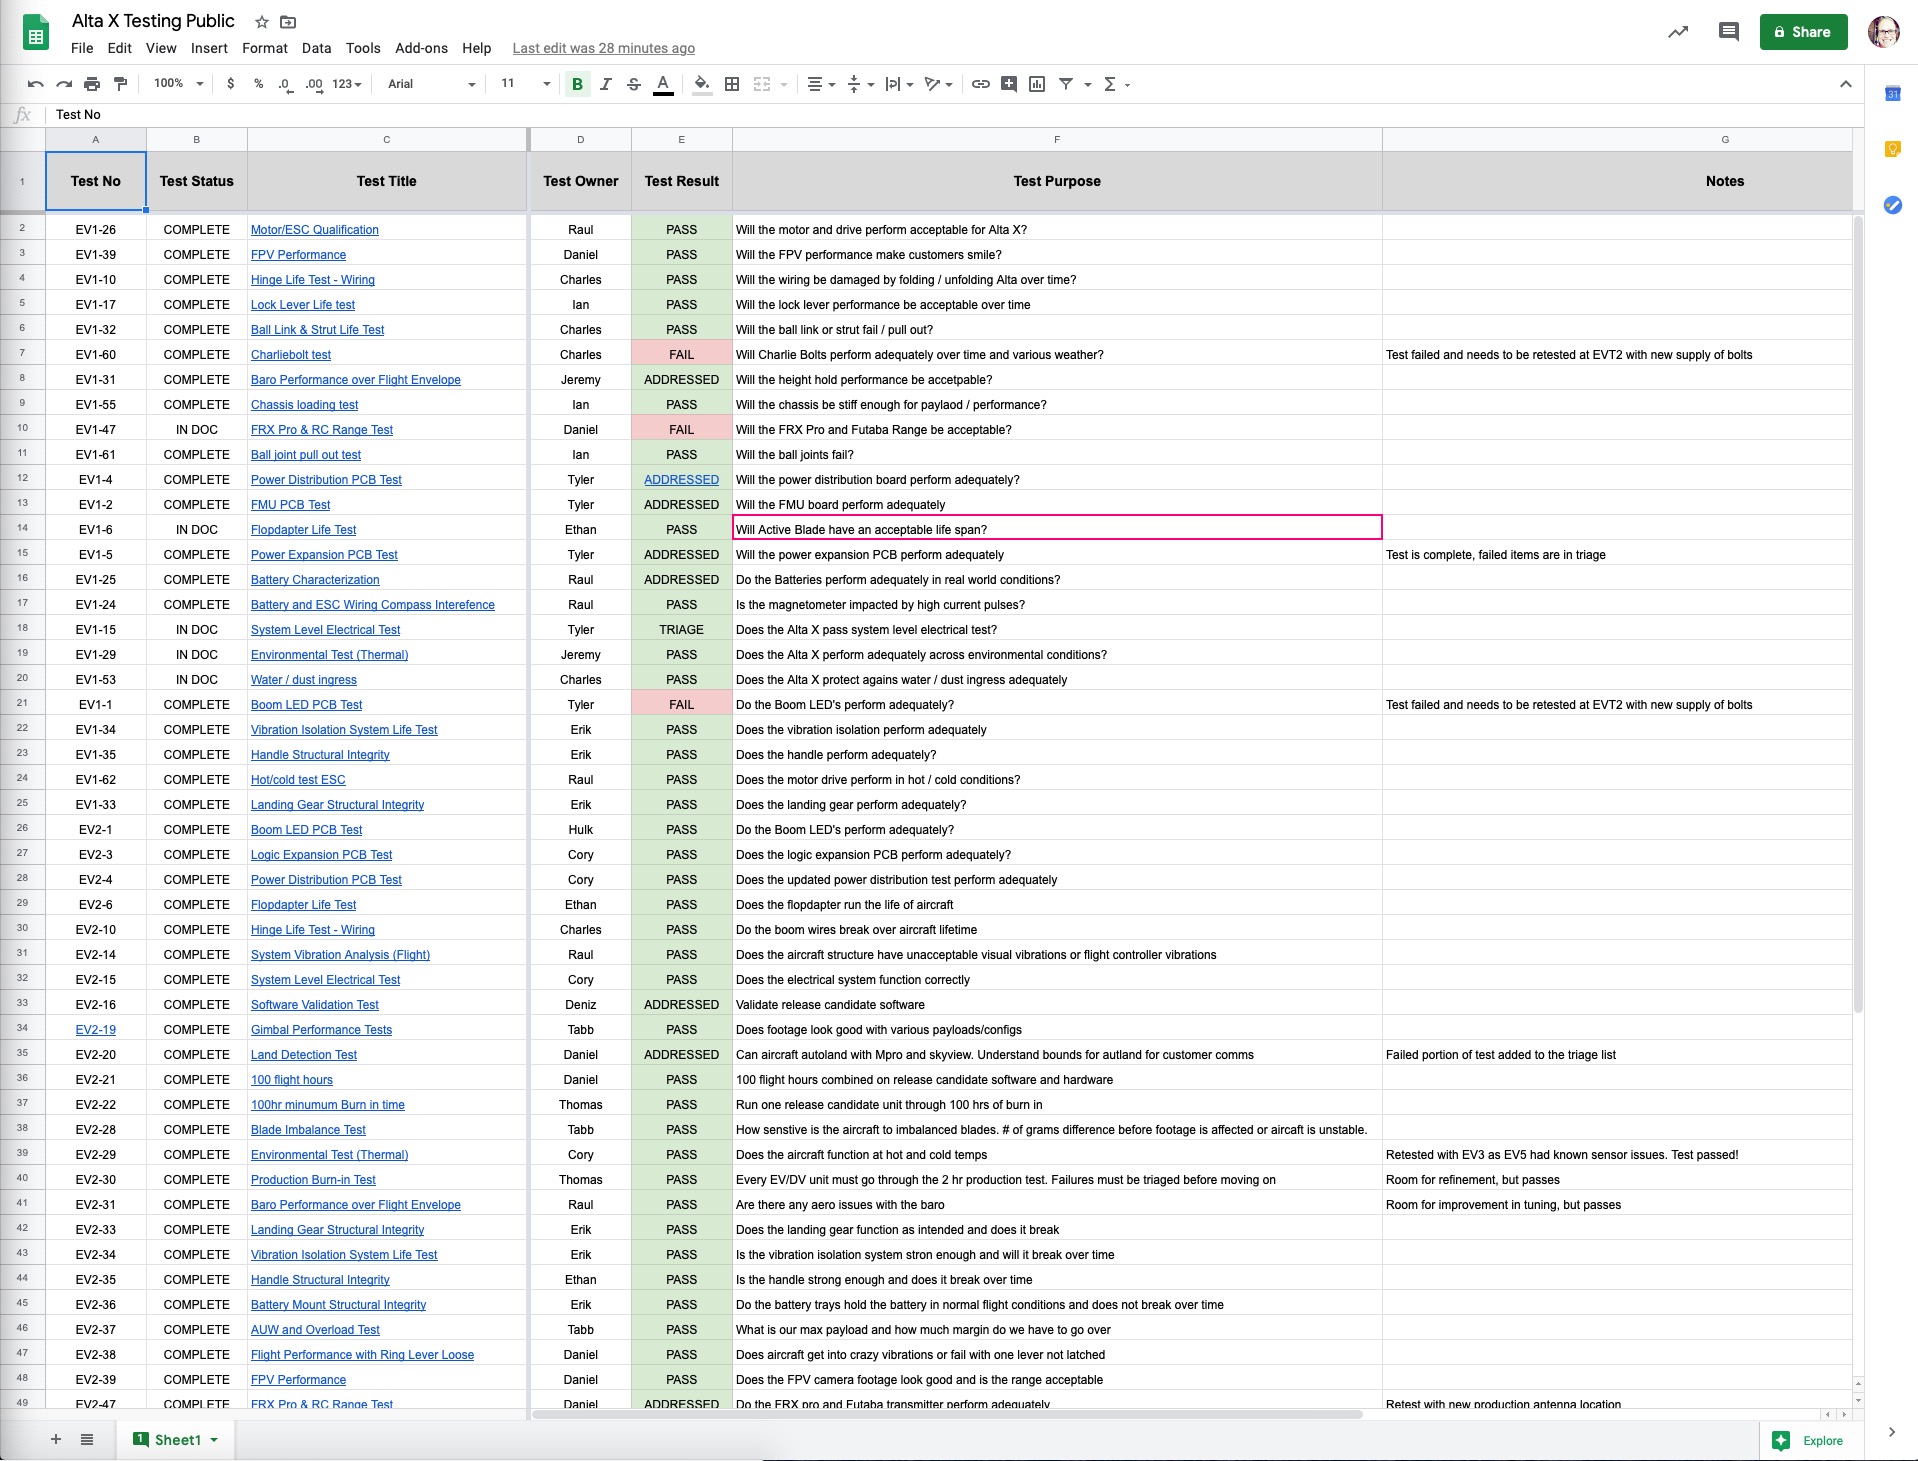 Alta X Testing Public
File Edit View Insert Format Data Tools Add-ons Help Last edit was 28 minutes ago
Share
100% $ % .0 .00 123 Arial 11 B I S A Σ
31
fx Test No
A B C D E F G
1 Test No Test Status Test Title Test Owner Test Result Test Purpose Notes
2 EV1-26 COMPLETE Motor/ESC Qualification Raul PASS Will the motor and drive perform acceptable for Alta X?
3 EV1-39 COMPLETE FPV Performance Daniel PASS Will the FPV performance make customers smile?
4 EV1-10 COMPLETE Hinge Life Test - Wiring Charles PASS Will the wiring be damaged by folding / unfolding Alta over time?
5 EV1-17 COMPLETE Lock Lever Life test Ian PASS Will the lock lever performance be acceptable over time
6 EV1-32 COMPLETE Ball Link & Strut Life Test Charles PASS Will the ball link or strut fail / pull out?
7 EV1-60 COMPLETE Charliebolt test Charles FAIL Will Charlie Bolts perform adequately over time and various weather? Test failed and needs to be retested at EVT2 with new supply of bolts
8 EV1-31 COMPLETE Baro Performance over Flight Envelope Jeremy ADDRESSED Will the height hold performance be accetpable?
9 EV1-55 COMPLETE Chassis loading test Ian PASS Will the chassis be stiff enough for paylaod / performance?
10 EV1-47 IN DOC FRX Pro & RC Range Test Daniel FAIL Will the FRX Pro and Futaba Range be acceptable?
11 EV1-61 COMPLETE Ball joint pull out test Ian PASS Will the ball joints fail?
12 EV1-4 COMPLETE Power Distribution PCB Test Tyler ADDRESSED Will the power distribution board perform adequately?
13 EV1-2 COMPLETE FMU PCB Test Tyler ADDRESSED Will the FMU board perform adequately
14 EV1-6 IN DOC Flopdapter Life Test Ethan PASS Will Active Blade have an acceptable life span?
15 EV1-5 COMPLETE Power Expansion PCB Test Tyler ADDRESSED Will the power expansion PCB perform adequately Test is complete, failed items are in triage
16 EV1-25 COMPLETE Battery Characterization Raul ADDRESSED Do the Batteries perform adequately in real world conditions?
17 EV1-24 COMPLETE Battery and ESC Wiring Compass Interefence Raul PASS Is the magnetometer impacted by high current pulses?
18 EV1-15 IN DOC System Level Electrical Test Tyler TRIAGE Does the Alta X pass system level electrical test?
19 EV1-29 IN DOC Environmental Test (Thermal) Jeremy PASS Does the Alta X perform adequately across environmental conditions?
20 EV1-53 IN DOC Water / dust ingress Charles PASS Does the Alta X protect agains water / dust ingress adequately
21 EV1-1 COMPLETE Boom LED PCB Test Tyler FAIL Do the Boom LED's perform adequately? Test failed and needs to be retested at EVT2 with new supply of bolts
22 EV1-34 COMPLETE Vibration Isolation System Life Test Erik PASS Does the vibration isolation perform adequately
23 EV1-35 COMPLETE Handle Structural Integrity Erik PASS Does the handle perform adequately?
24 EV1-62 COMPLETE Hot/cold test ESC Raul PASS Does the motor drive perform in hot / cold conditions?
25 EV1-33 COMPLETE Landing Gear Structural Integrity Erik PASS Does the landing gear perform adequately?
26 EV2-1 COMPLETE Boom LED PCB Test Hulk PASS Do the Boom LED's perform adequately?
27 EV2-3 COMPLETE Logic Expansion PCB Test Cory PASS Does the logic expansion PCB perform adequately?
28 EV2-4 COMPLETE Power Distribution PCB Test Cory PASS Does the updated power distribution test perform adequately
29 EV2-6 COMPLETE Flopdapter Life Test Ethan PASS Does the flopdapter run the life of aircraft
30 EV2-10 COMPLETE Hinge Life Test - Wiring Charles PASS Do the boom wires break over aircraft lifetime
31 EV2-14 COMPLETE System Vibration Analysis (Flight) Raul PASS Does the aircraft structure have unacceptable visual vibrations or flight controller vibrations
32 EV2-15 COMPLETE System Level Electrical Test Cory PASS Does the electrical system function correctly
33 EV2-16 COMPLETE Software Validation Test Deniz ADDRESSED Validate release candidate software
34 EV2-19 COMPLETE Gimbal Performance Tests Tabb PASS Does footage look good with various payloads/configs
35 EV2-20 COMPLETE Land Detection Test Daniel ADDRESSED Can aircraft autoland with Mpro and skyview. Understand bounds for autland for customer comms Failed portion of test added to the triage list
36 EV2-21 COMPLETE 100 flight hours Daniel PASS 100 flight hours combined on release candidate software and hardware
37 EV2-22 COMPLETE 100hr minumum Burn in time Thomas PASS Run one release candidate unit through 100 hrs of burn in
38 EV2-28 COMPLETE Blade Imbalance Test Tabb PASS How senstive is the aircraft to imbalanced blades. # of grams difference before footage is affected or aircaft is unstable.
39 EV2-29 COMPLETE Environmental Test (Thermal) Cory PASS Does the aircraft function at hot and cold temps Retested with EV3 as EV5 had known sensor issues. Test passed!
40 EV2-30 COMPLETE Production Burn-in Test Thomas PASS Every EV/DV unit must go through the 2 hr production test. Failures must be triaged before moving on Room for refinement, but passes
41 EV2-31 COMPLETE Baro Performance over Flight Envelope Raul PASS Are there any aero issues with the baro Room for improvement in tuning, but passes
42 EV2-33 COMPLETE Landing Gear Structural Integrity Erik PASS Does the landing gear function as intended and does it break
43 EV2-34 COMPLETE Vibration Isolation System Life Test Erik PASS Is the vibration isolation system stron enough and will it break over time
44 EV2-35 COMPLETE Handle Structural Integrity Ethan PASS Is the handle strong enough and does it break over time
45 EV2-36 COMPLETE Battery Mount Structural Integrity Erik PASS Do the battery trays hold the battery in normal flight conditions and does not break over time
46 EV2-37 COMPLETE AUW and Overload Test Tabb PASS What is our max payload and how much margin do we have to go over
47 EV2-38 COMPLETE Flight Performance with Ring Lever Loose Daniel PASS Does aircraft get into crazy vibrations or fail with one lever not latched
48 EV2-39 COMPLETE FPV Performance Daniel PASS Does the FPV camera footage look good and is the range acceptable
49 EV2-47 COMPLETE FRX Pro & RC Range Test Daniel ADDRESSED Do the FRX pro and Futaba transmitter perform adequately Retest with new production antenna location
1 Sheet1 Explore